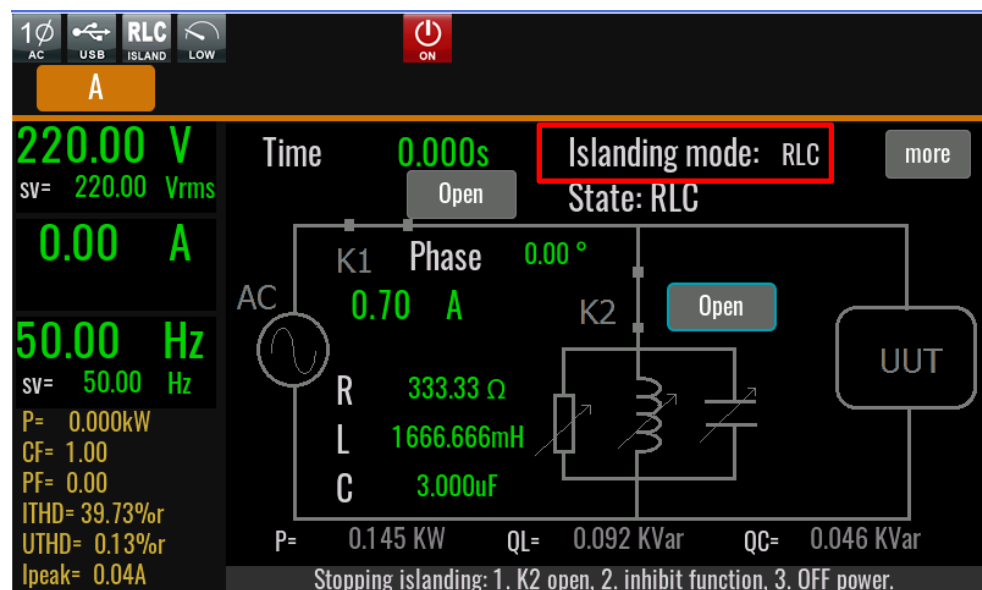 1Ø AC USB RLC ISLAND LOW ON
A
220.00 V
sv= 220.00 Vrms
0.00 A
50.00 Hz
sv= 50.00 Hz
P= 0.000kW
CF= 1.00
PF= 0.00
ITHD= 39.73%r
UTHD= 0.13%r
Ipeak= 0.04A
Time 0.000s Islanding mode: RLC more
Open State: RLC
K1 Phase 0.00 °
AC 0.70 A K2 Open
UUT
R 333.33 Ω
L 1666.666mH
C 3.000uF
P= 0.145 KW QL= 0.092 KVar QC= 0.046 KVar
Stopping islanding: 1. K2 open, 2. inhibit function, 3. OFF power.